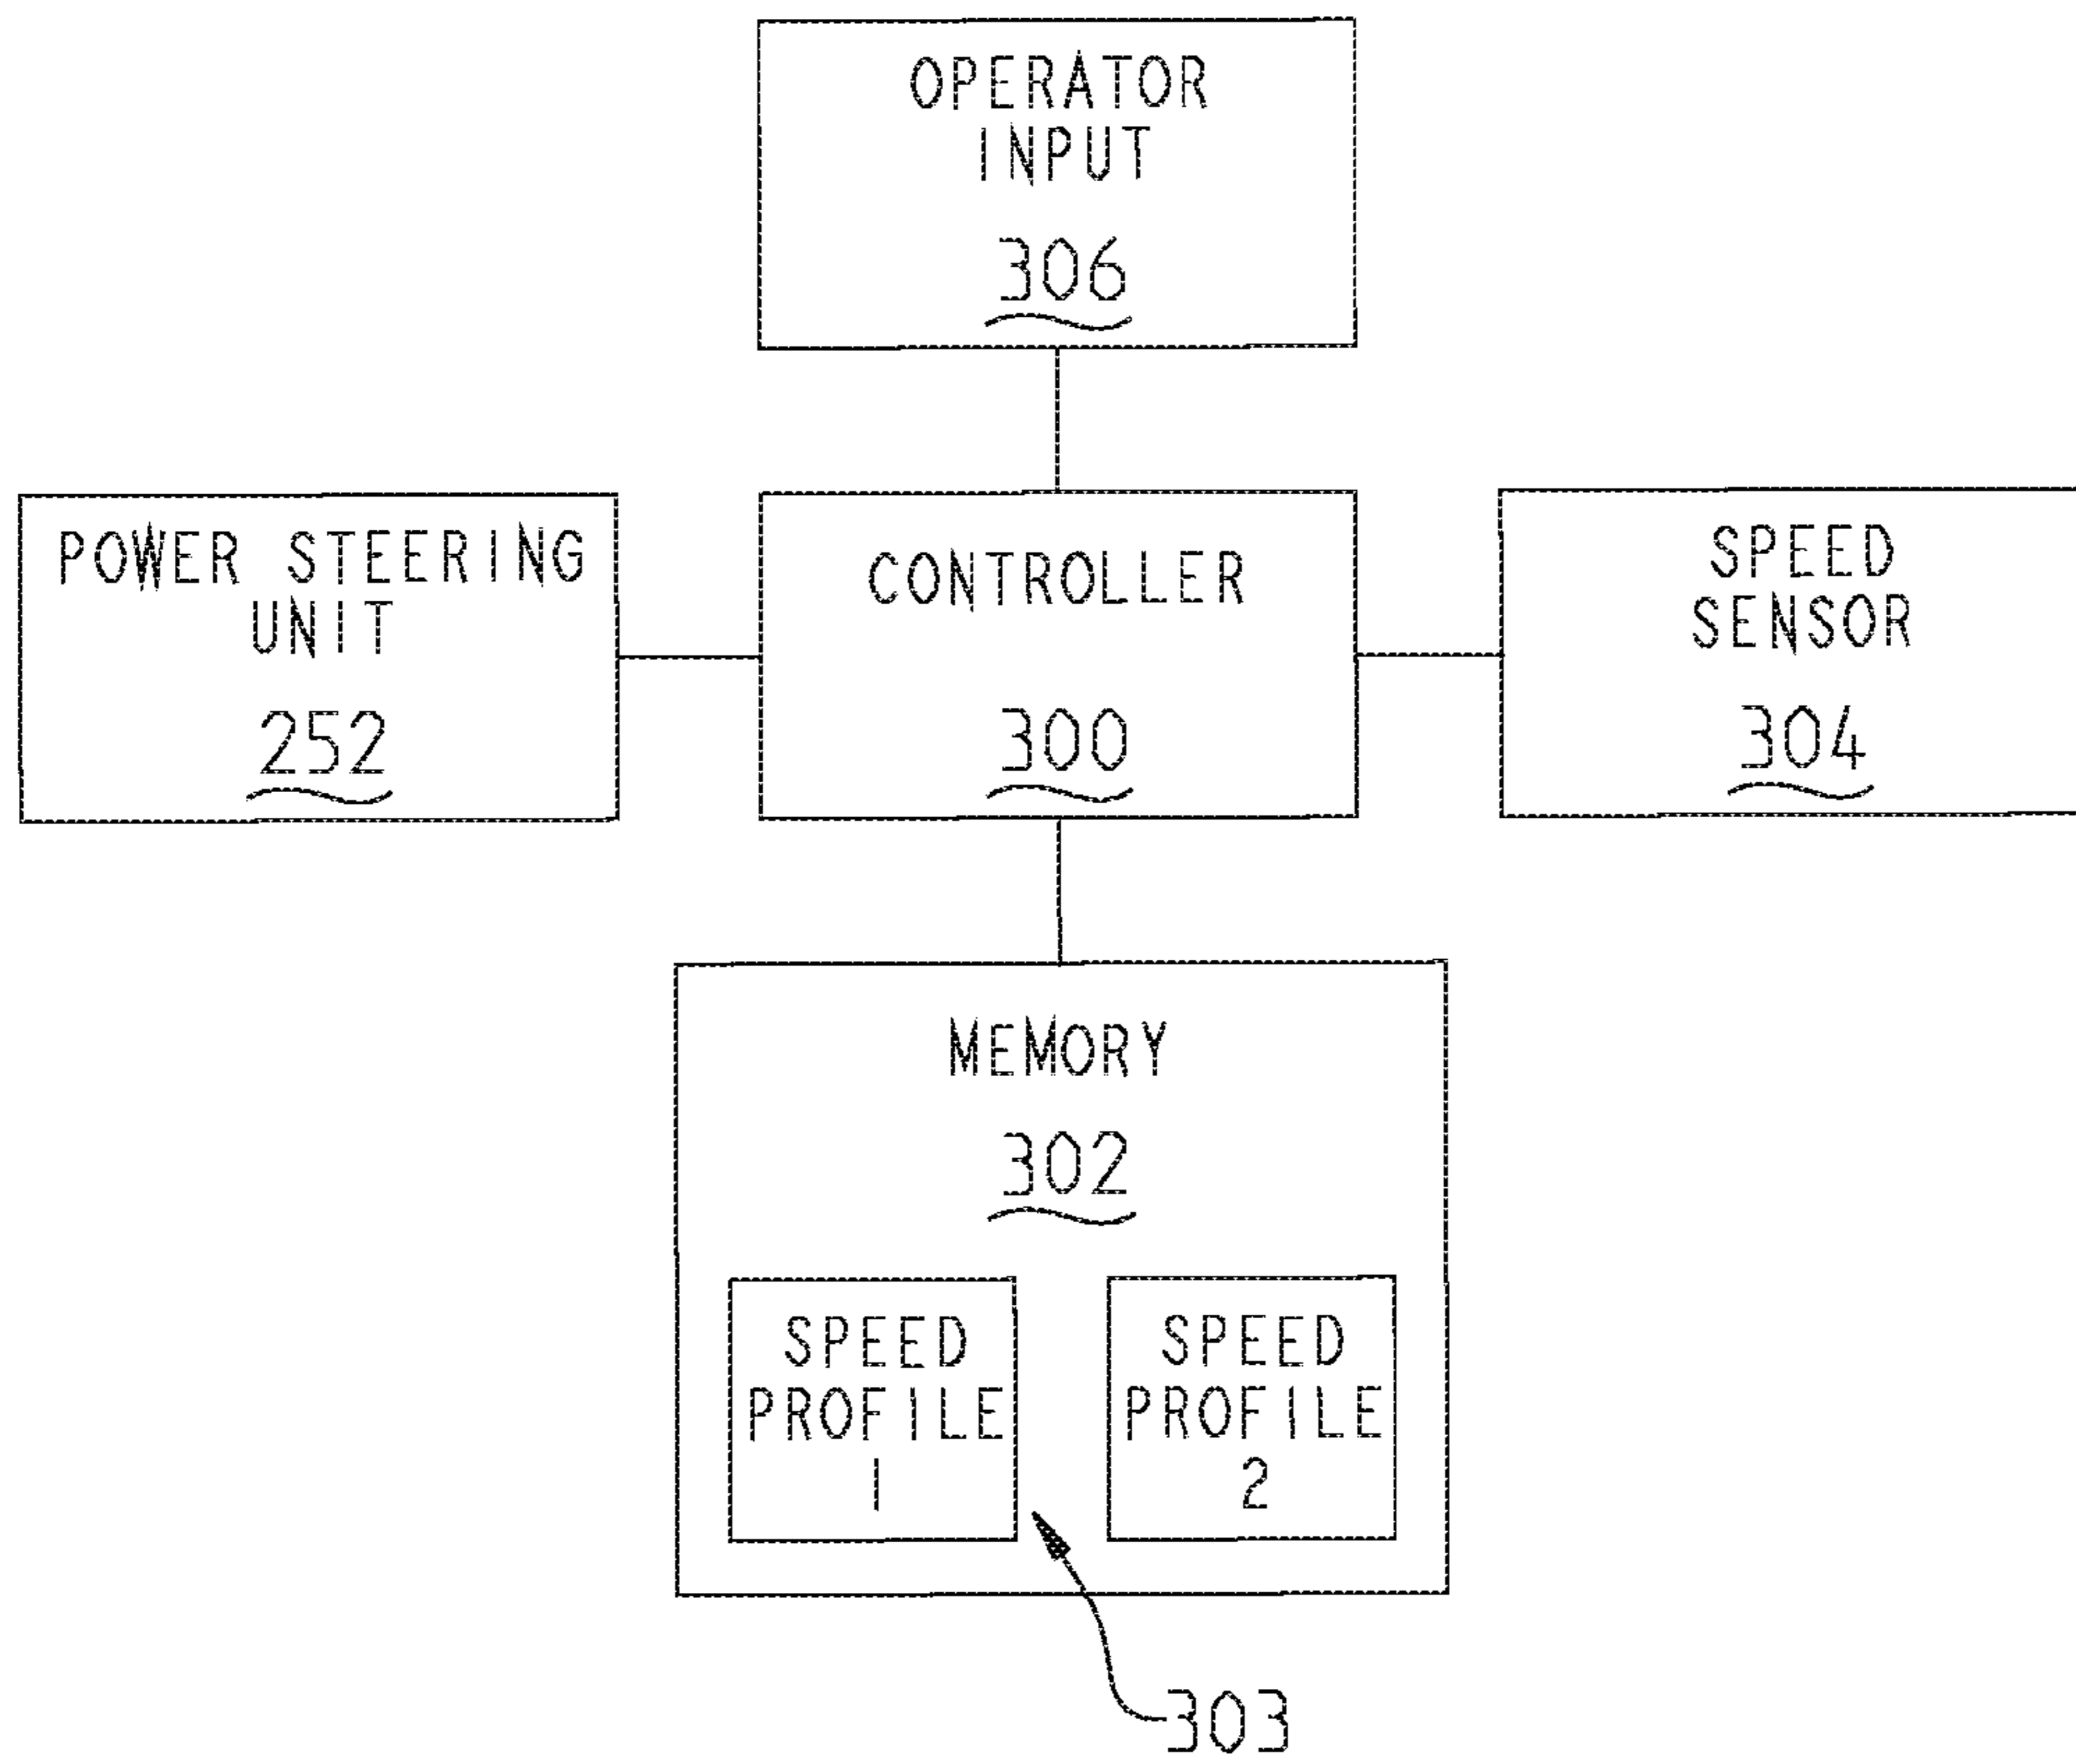 OPERATOR
INPUT
306
POWER STEERING
UNIT
252
CONTROLLER
300
SPEED
SENSOR
304
MEMORY
302
SPEED
PROFILE
1
SPEED
PROFILE
2
303